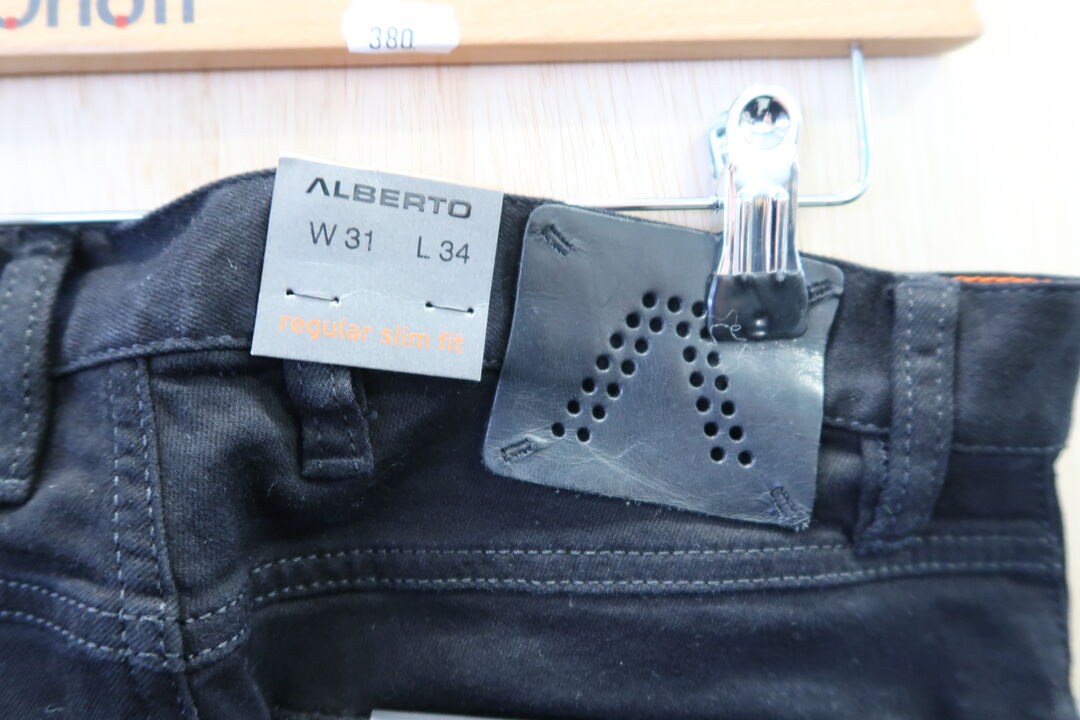 380.
ALBERTO
W 31 L 34
regular slim fit